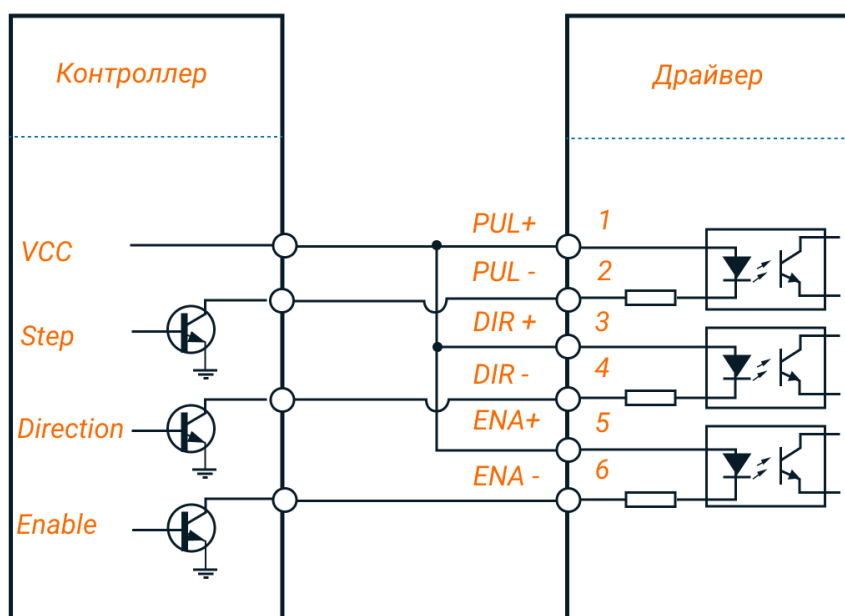 Контроллер
Драйвер
VCC
Step
Direction
Enable
PUL+
PUL -
DIR +
DIR -
ENA+
ENA -
1
2
3
4
5
6